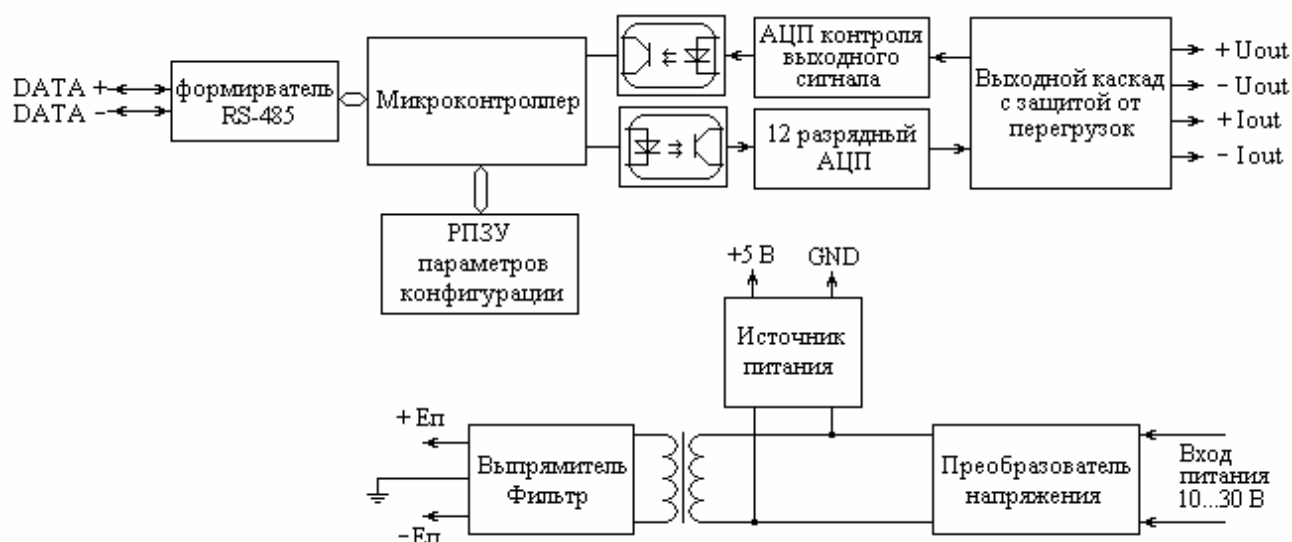 DATA +
DATA −
формирватель
RS-485
Микроконтроллер
АЦП контроля
выходного
сигнала
12 разрядный
АЦП
Выходной каскад
с защитой от
перегрузок
+ Uout
− Uout
+ Iout
− Iout
РПЗУ
параметров
конфигурации
+5 В
GND
Источник
питания
+ Еп
−Еп
Выпрямитель
Фильтр
Преобразователь
напряжения
Вход
питания
10...30 В